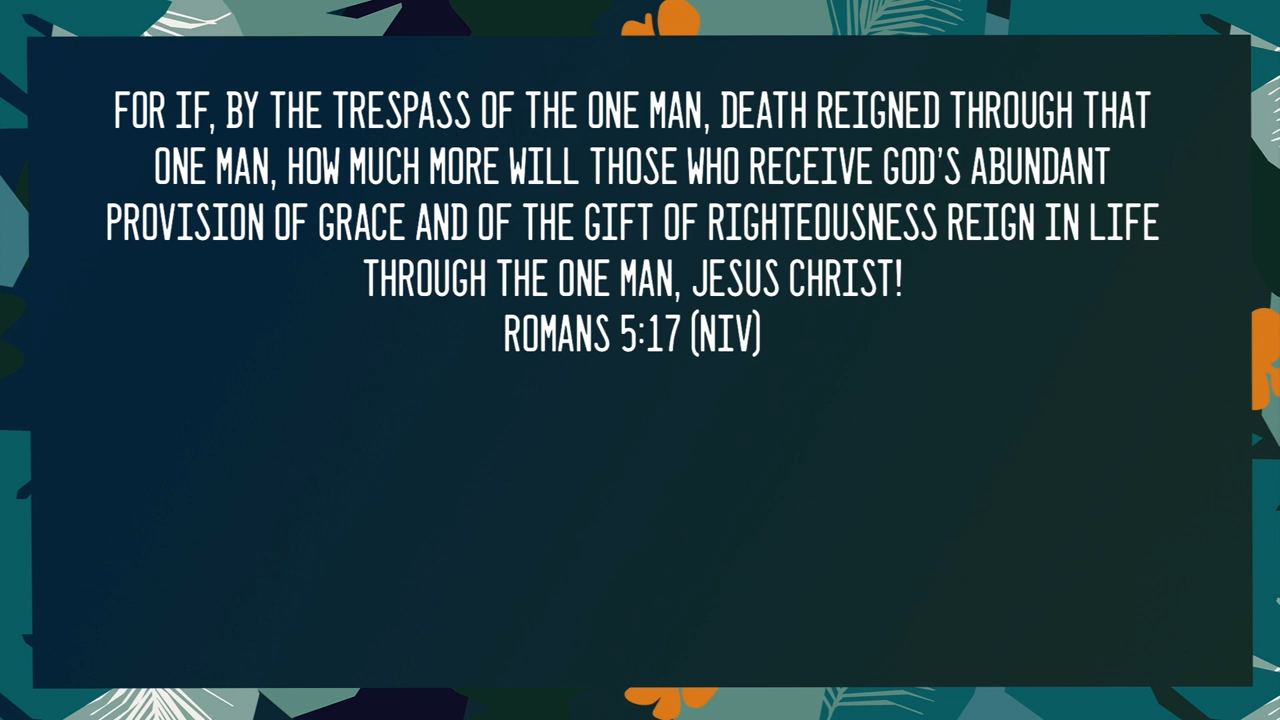 FOR IF, BY THE TRESPASS OF THE ONE MAN, DEATH REIGNED THROUGH THAT
ONE MAN, HOW MUCH MORE WILL THOSE WHO RECEIVE GOD'S ABUNDANT
PROVISION OF GRACE AND OF THE GIFT OF RIGHTEOUSNESS REIGN IN LIFE
THROUGH THE ONE MAN, JESUS CHRIST!
ROMANS 5:17 (NIV)